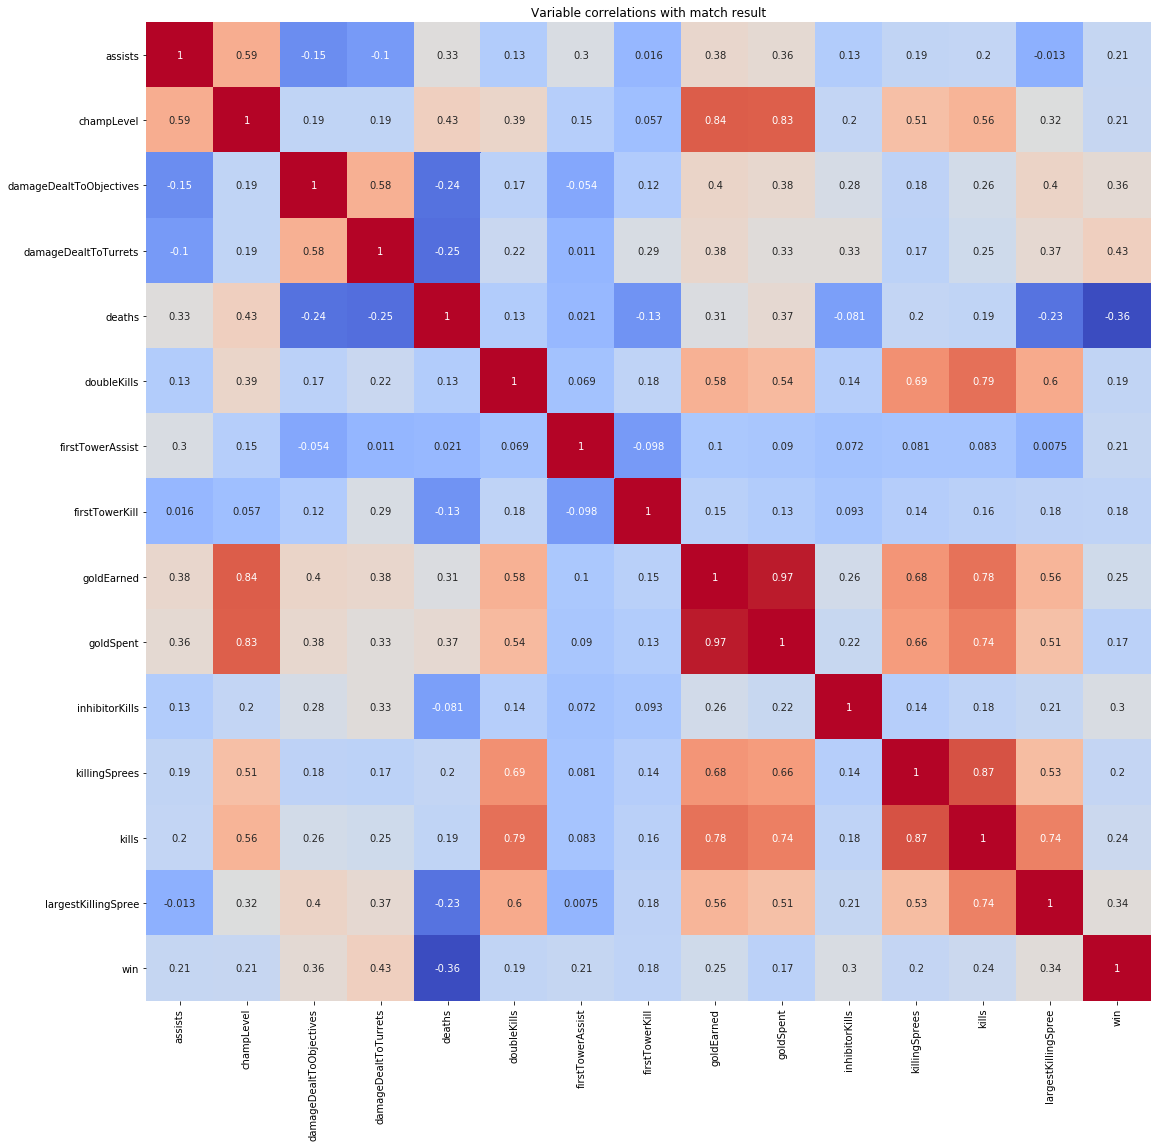 Variable correlations with match result
assists 1 0.59 -0.15 -0.1 0.33 0.13 0.3 0.016 0.38 0.36 0.13 0.19 0.2 -0.013 0.21
champLevel 0.59 1 0.19 0.19 0.43 0.39 0.15 0.057 0.84 0.83 0.2 0.51 0.56 0.32 0.21
damageDealtToObjectives -0.15 0.19 1 0.58 -0.24 0.17 -0.054 0.12 0.4 0.38 0.28 0.18 0.26 0.4 0.36
damageDealtToTurrets -0.1 0.19 0.58 1 -0.25 0.22 0.011 0.29 0.38 0.33 0.33 0.17 0.25 0.37 0.43
deaths 0.33 0.43 -0.24 -0.25 1 0.13 0.021 -0.13 0.31 0.37 -0.081 0.2 0.19 -0.23 -0.36
doubleKills 0.13 0.39 0.17 0.22 0.13 1 0.069 0.18 0.58 0.54 0.14 0.69 0.79 0.6 0.19
firstTowerAssist 0.3 0.15 -0.054 0.011 0.021 0.069 1 -0.098 0.1 0.09 0.072 0.081 0.083 0.0075 0.21
firstTowerKill 0.016 0.057 0.12 0.29 -0.13 0.18 -0.098 1 0.15 0.13 0.093 0.14 0.16 0.18 0.18
goldEarned 0.38 0.84 0.4 0.38 0.31 0.58 0.1 0.15 1 0.97 0.26 0.68 0.78 0.56 0.25
goldSpent 0.36 0.83 0.38 0.33 0.37 0.54 0.09 0.13 0.97 1 0.22 0.66 0.74 0.51 0.17
inhibitorKills 0.13 0.2 0.28 0.33 -0.081 0.14 0.072 0.093 0.26 0.22 1 0.14 0.18 0.21 0.3
killingSprees 0.19 0.51 0.18 0.17 0.2 0.69 0.081 0.14 0.68 0.66 0.14 1 0.87 0.53 0.2
kills 0.2 0.56 0.26 0.25 0.19 0.79 0.083 0.16 0.78 0.74 0.18 0.87 1 0.74 0.24
largestKillingSpree -0.013 0.32 0.4 0.37 -0.23 0.6 0.0075 0.18 0.56 0.51 0.21 0.53 0.74 1 0.34
win 0.21 0.21 0.36 0.43 -0.36 0.19 0.21 0.18 0.25 0.17 0.3 0.2 0.24 0.34 1
assists champLevel damageDealtToObjectives damageDealtToTurrets deaths doubleKills firstTowerAssist firstTowerKill goldEarned goldSpent inhibitorKills killingSprees kills largestKillingSpree win